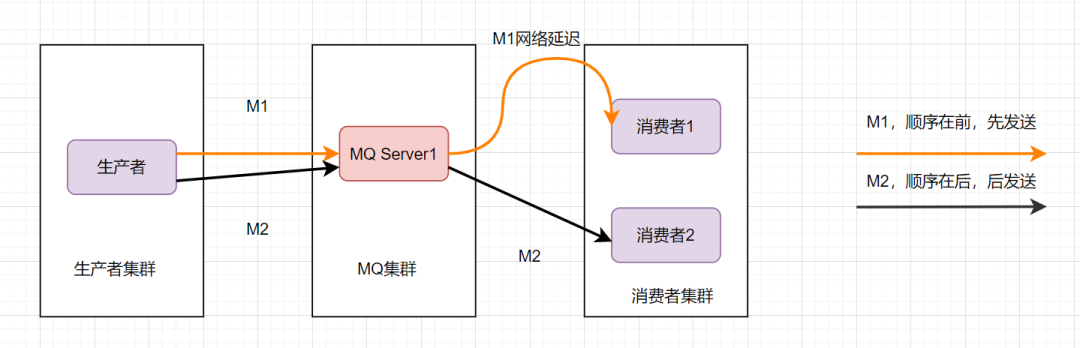 M1网络延迟
M1
消费者1
M1，顺序在前，先发送
生产者
MQ Server1
M2，顺序在后，后发送
M2
消费者2
M2
生产者集群
MQ集群
消费者集群